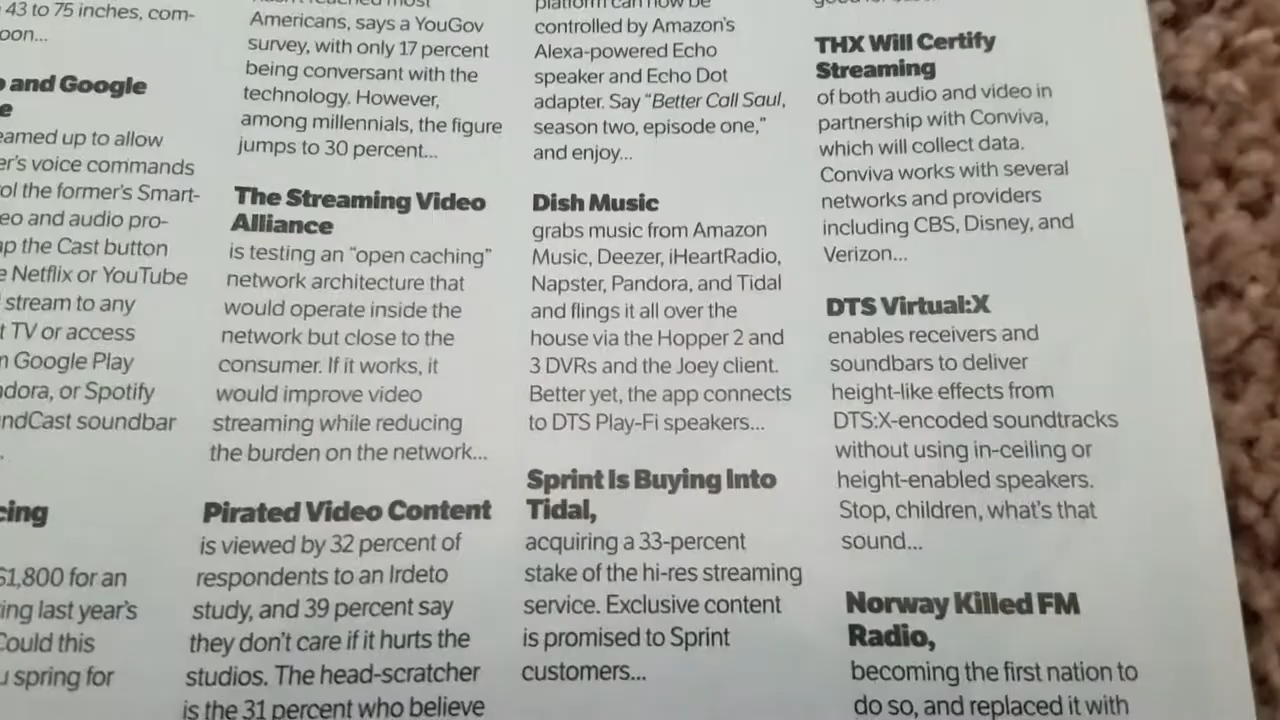 43 to 75 inches, com-
oon...
and Google
e
eamed up to allow
er's voice commands
ol the former's Smart-
eo and audio pro-
ap the Cast button
e Netflix or YouTube
stream to any
t TV or access
n Google Play
ndora, or Spotify
ndCast soundbar
.
cing
$1,800 for an
ing last year's
Could this
u spring for
Americans, says a YouGov
survey, with only 17 percent
being conversant with the
technology. However,
among millennials, the figure
jumps to 30 percent...
The Streaming Video
Alliance
is testing an "open caching"
network architecture that
would operate inside the
network but close to the
consumer. If it works, it
would improve video
streaming while reducing
the burden on the network...
Pirated Video Content
is viewed by 32 percent of
respondents to an Irdeto
study, and 39 percent say
they don't care if it hurts the
studios. The head-scratcher
is the 31 percent who believe
platform can now be
controlled by Amazon's
Alexa-powered Echo
speaker and Echo Dot
adapter. Say "Better Call Saul,
season two, episode one,"
and enjoy...
Dish Music
grabs music from Amazon
Music, Deezer, iHeartRadio,
Napster, Pandora, and Tidal
and flings it all over the
house via the Hopper 2 and
3 DVRs and the Joey client.
Better yet, the app connects
to DTS Play-Fi speakers...
Sprint Is Buying Into
Tidal,
acquiring a 33-percent
stake of the hi-res streaming
service. Exclusive content
is promised to Sprint
customers...
THX Will Certify
Streaming
of both audio and video in
partnership with Conviva,
which will collect data.
Conviva works with several
networks and providers
including CBS, Disney, and
Verizon...
DTS Virtual:X
enables receivers and
soundbars to deliver
height-like effects from
DTS:X-encoded soundtracks
without using in-ceiling or
height-enabled speakers.
Stop, children, what's that
sound...
Norway Killed FM
Radio,
becoming the first nation to
do so, and replaced it with